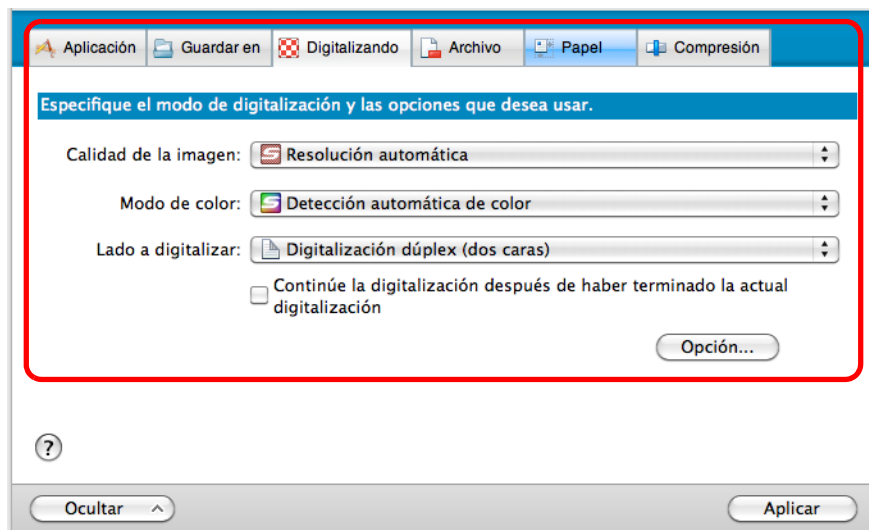 Aplicación Guardar en Digitalizando Archivo Papel Compresión
Especifique el modo de digitalización y las opciones que desea usar.
Calidad de la imagen: Resolución automática
Modo de color: Detección automática de color
Lado a digitalizar: Digitalización dúplex (dos caras)
Continúe la digitalización después de haber terminado la actual
digitalización
Opción...
?
Ocultar Aplicar